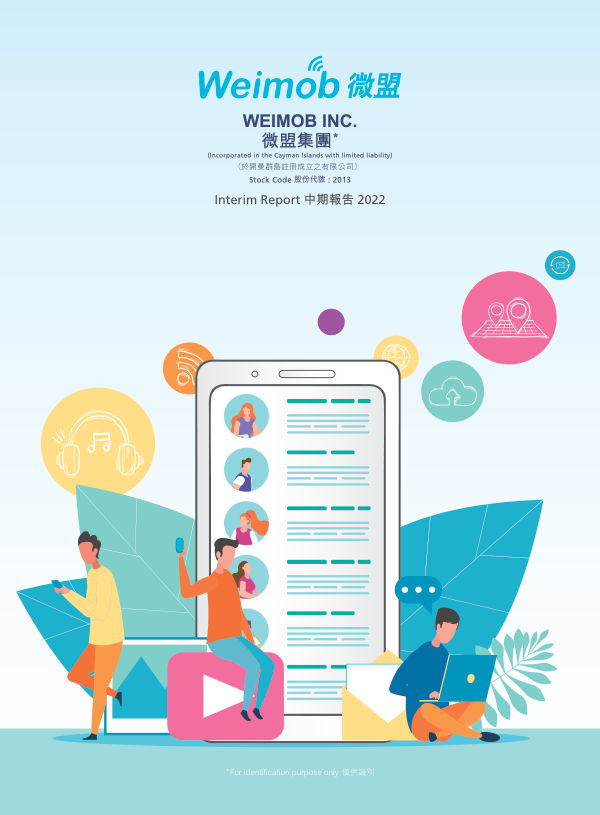 Weimob 微盟
WEIMOB INC.
微盟集團*
(Incorporated in the Cayman Islands with limited liability)
(於開曼群島註冊成立之有限公司)
Stock Code 股份代號 : 2013
Interim Report 中期報告 2022
*For identification purpose only 僅供識別